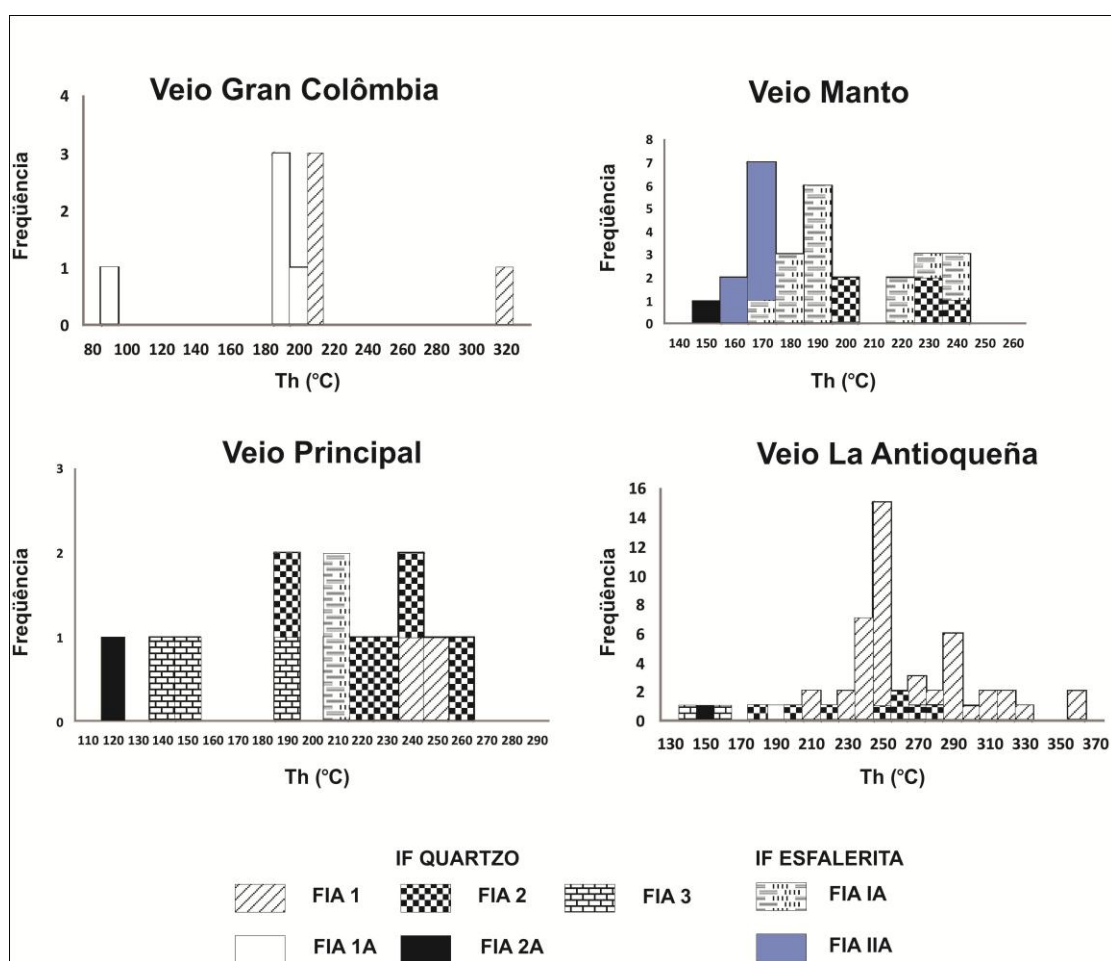 Veio Gran Colômbia
Freqüência
4
3
2
1
0
80 100 120 140 160 180 200 220 240 260 280 300 320
Th (°C)
Veio Manto
Freqüência
8
7
6
5
4
3
2
1
0
140 150 160 170 180 190 200 210 220 230 240 250 260
Th (°C)
Veio Principal
Freqüência
3
2
1
0
110 120 130 140 150 160 170 180 190 200 210 220 230 240 250 260 270 280 290
Th (°C)
Veio La Antioqueña
Freqüência
16
14
12
10
8
6
4
2
0
130 150 170 190 210 230 250 270 290 310 330 350 370
Th (°C)
IF QUARTZO
FIA 1 FIA 2 FIA 3
FIA 1A FIA 2A
IF ESFALERITA
FIA IA
FIA IIA